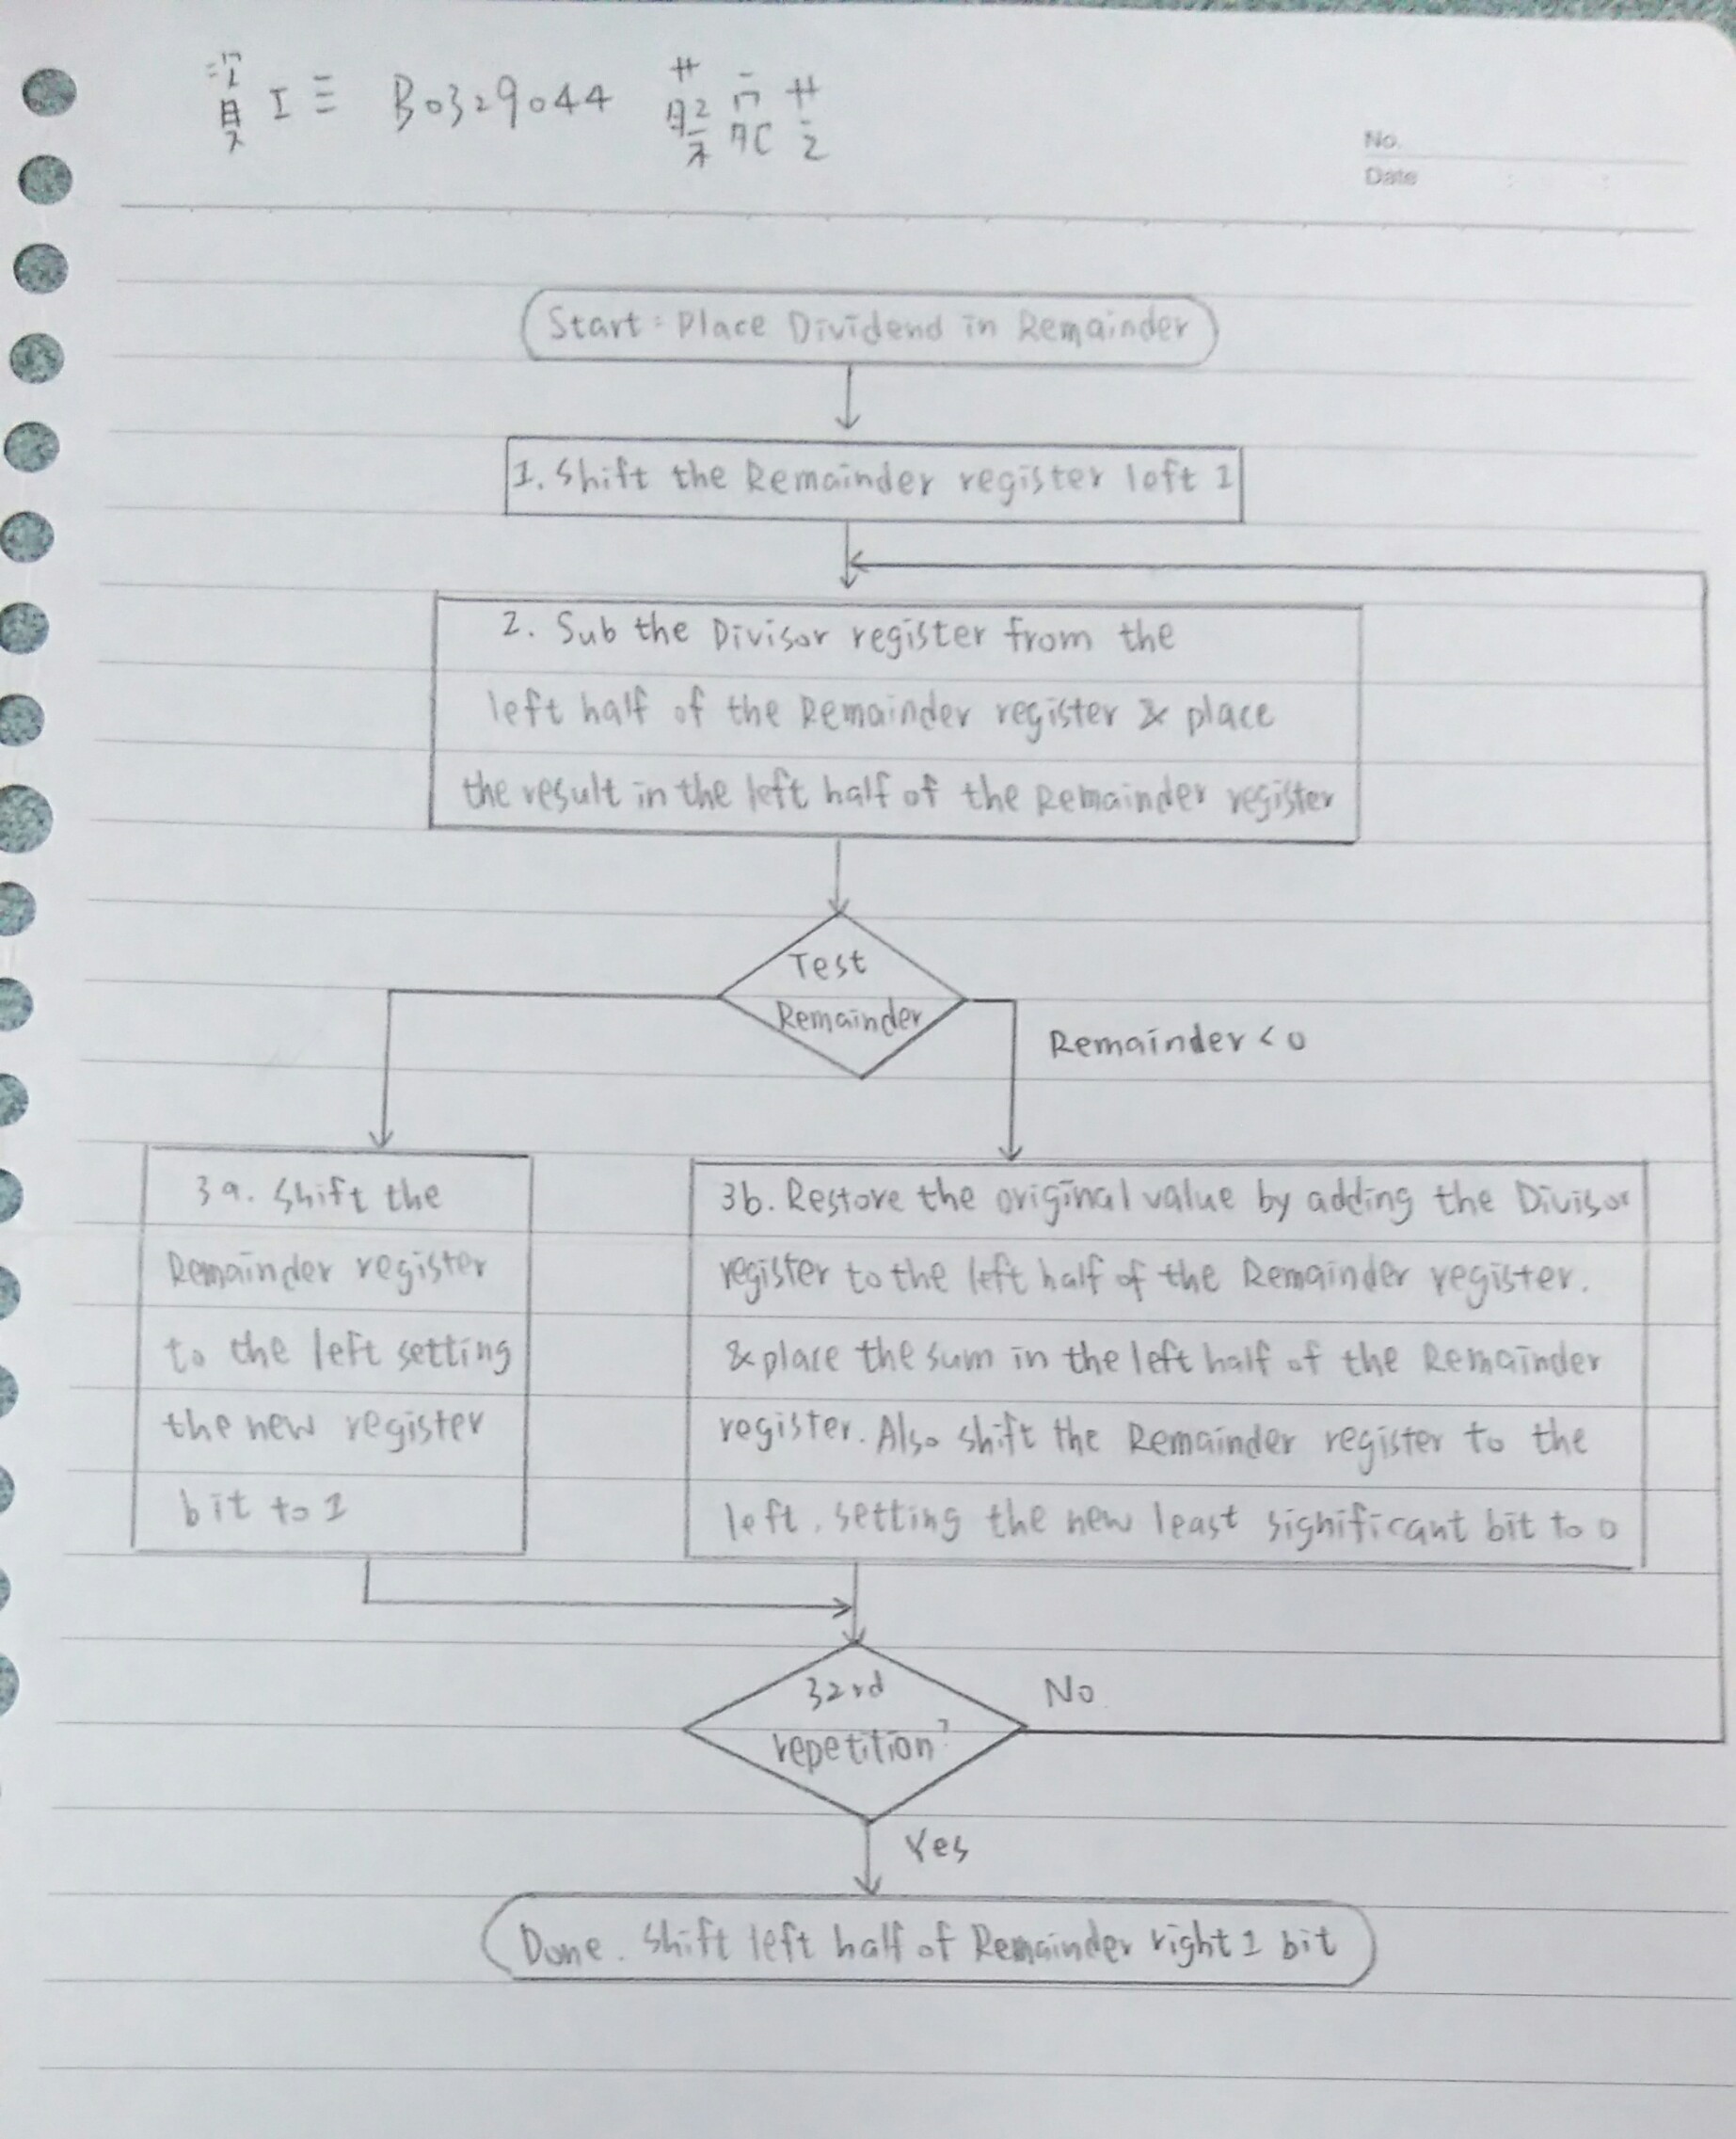 資工三 B0329044
No.
Date
Start : Place Dividend in Remainder
1. Shift the Remainder register left 1
2. Sub the Divisor register from the
left half of the Remainder register & place
the result in the left half of the Remainder register
Test
Remainder
Remainder < 0
3a. Shift the
Remainder register
to the left setting
the new register
bit to 1
3b. Restore the original value by adding the Divisor
register to the left half of the Remainder register.
& place the sum in the left half of the Remainder
register. Also shift the Remainder register to the
left, setting the new least significant bit to 0
32rd
repetition?
No
Yes
Done. Shift left half of Remainder right 1 bit